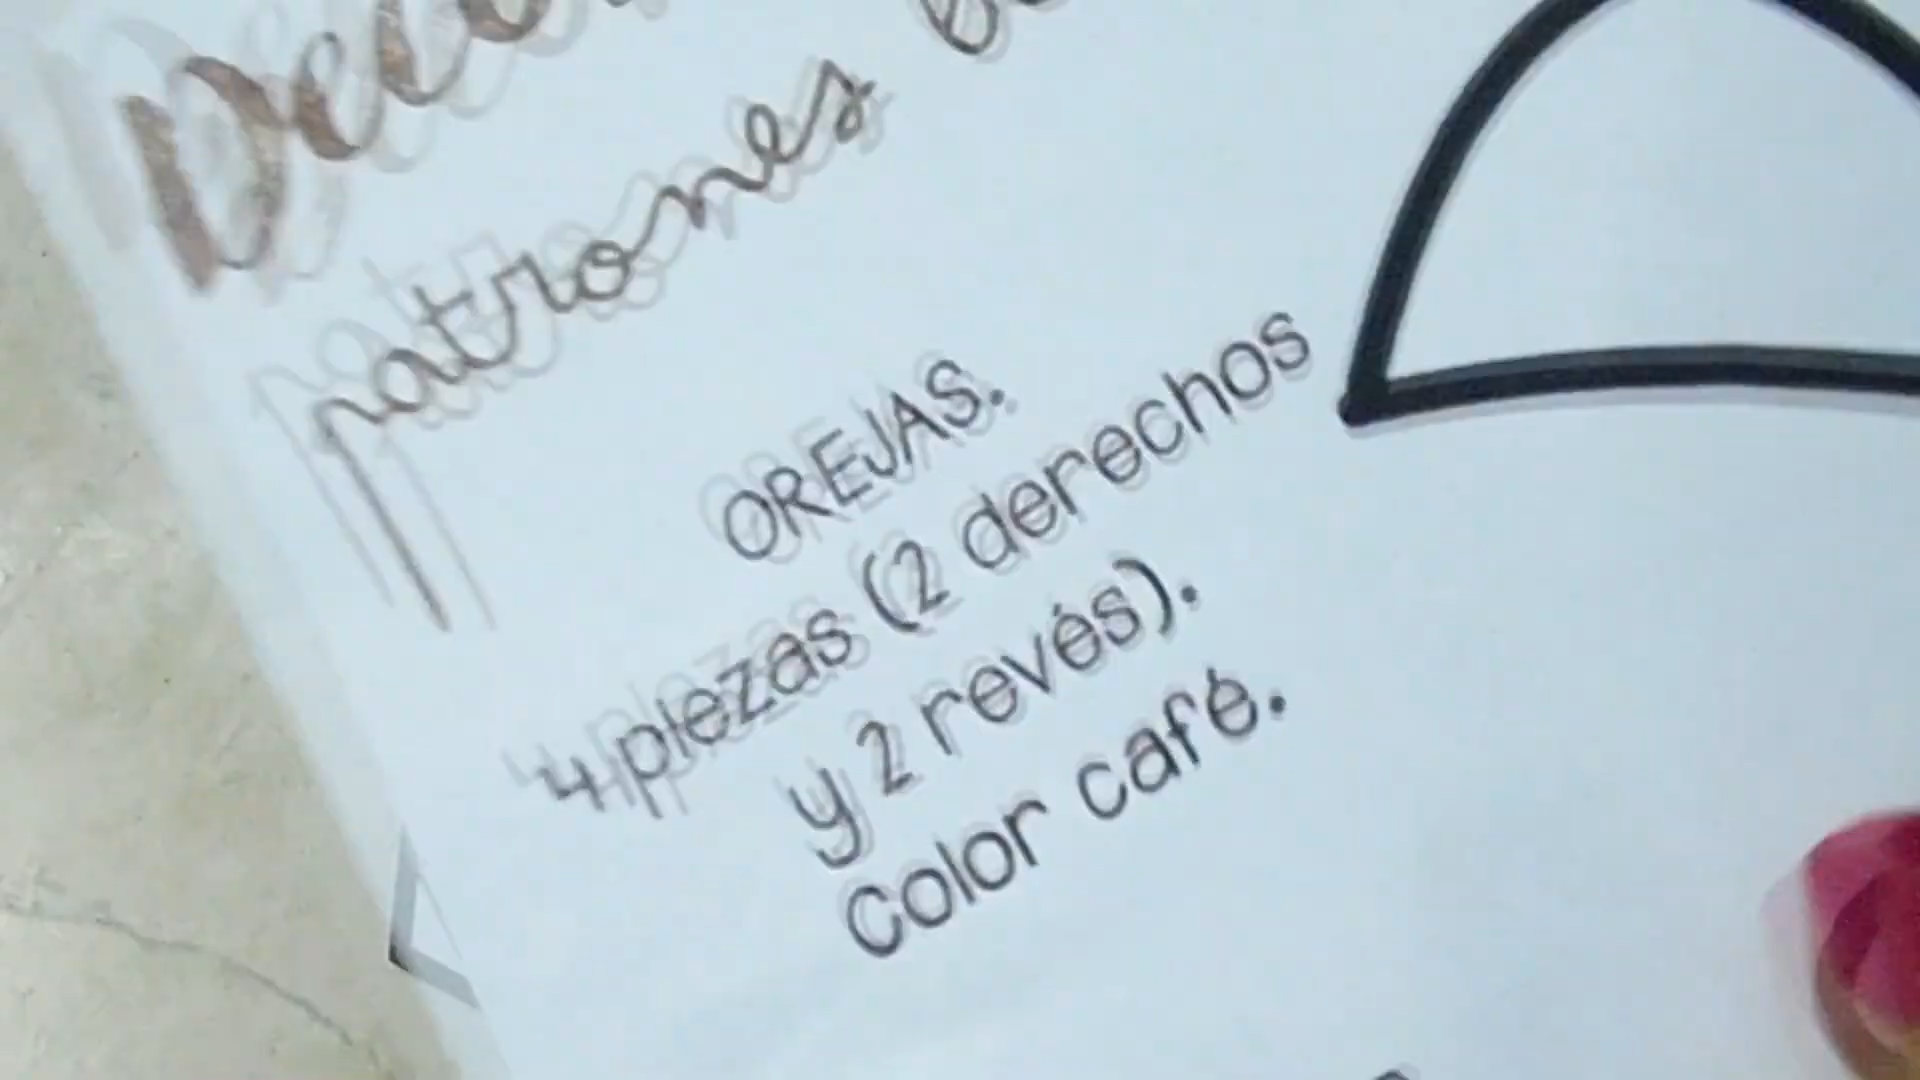 patrones
OREJAS.
4 piezas (2 derechos
y 2 revés).
Color café.